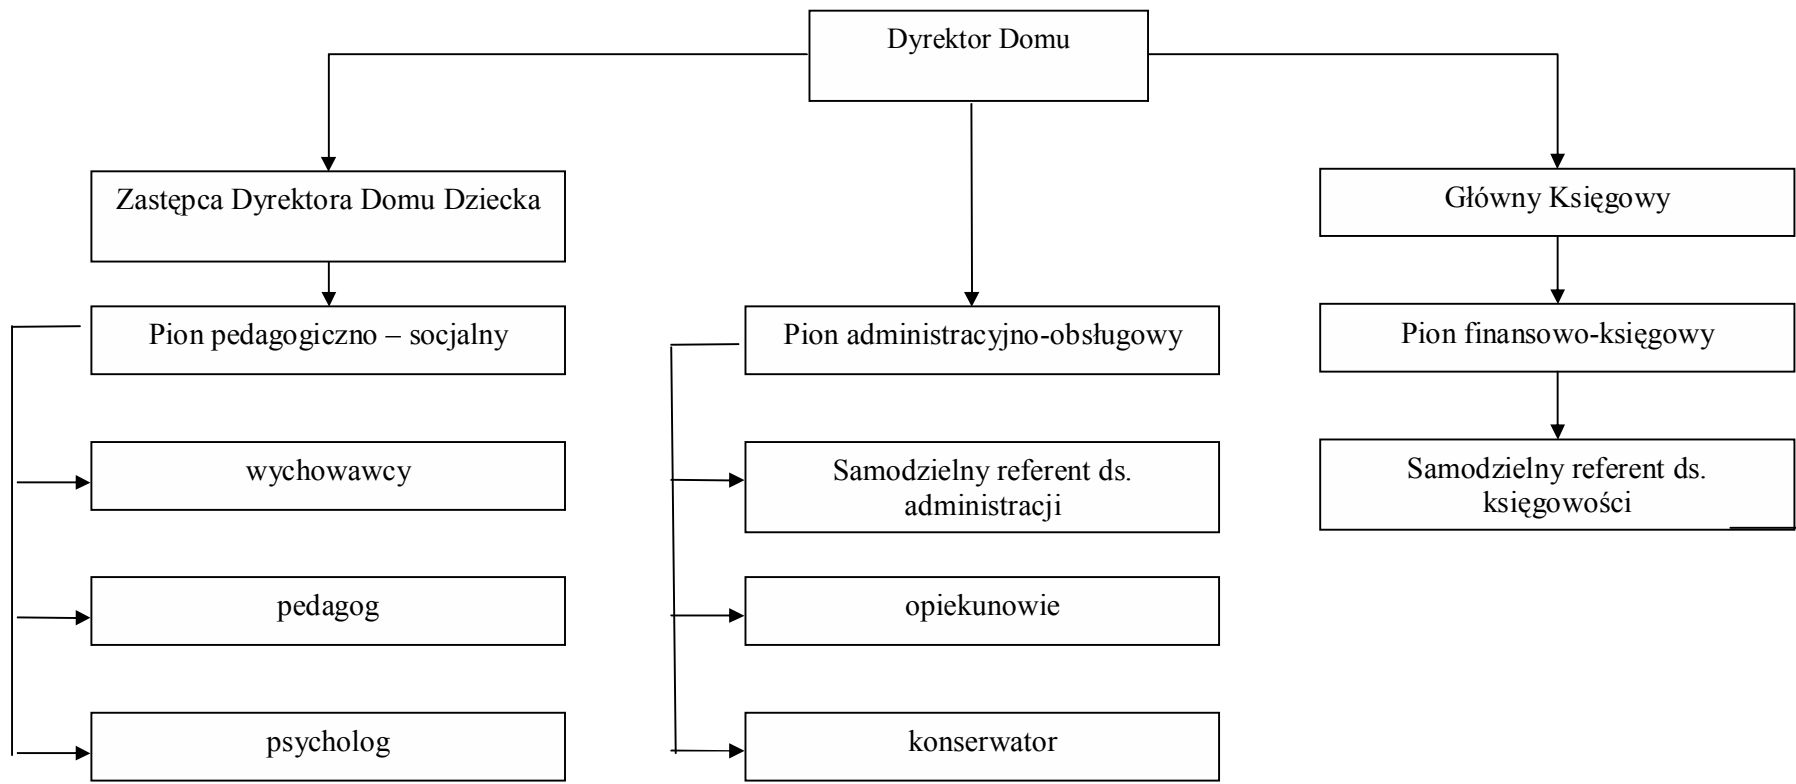 Dyrektor Domu
Zastępca Dyrektora Domu Dziecka
Główny Księgowy
Pion pedagogiczno – socjalny
Pion administracyjno-obsługowy
Pion finansowo-księgowy
wychowawcy
Samodzielny referent ds.
administracji
Samodzielny referent ds.
księgowości
pedagog
opiekunowie
psycholog
konserwator